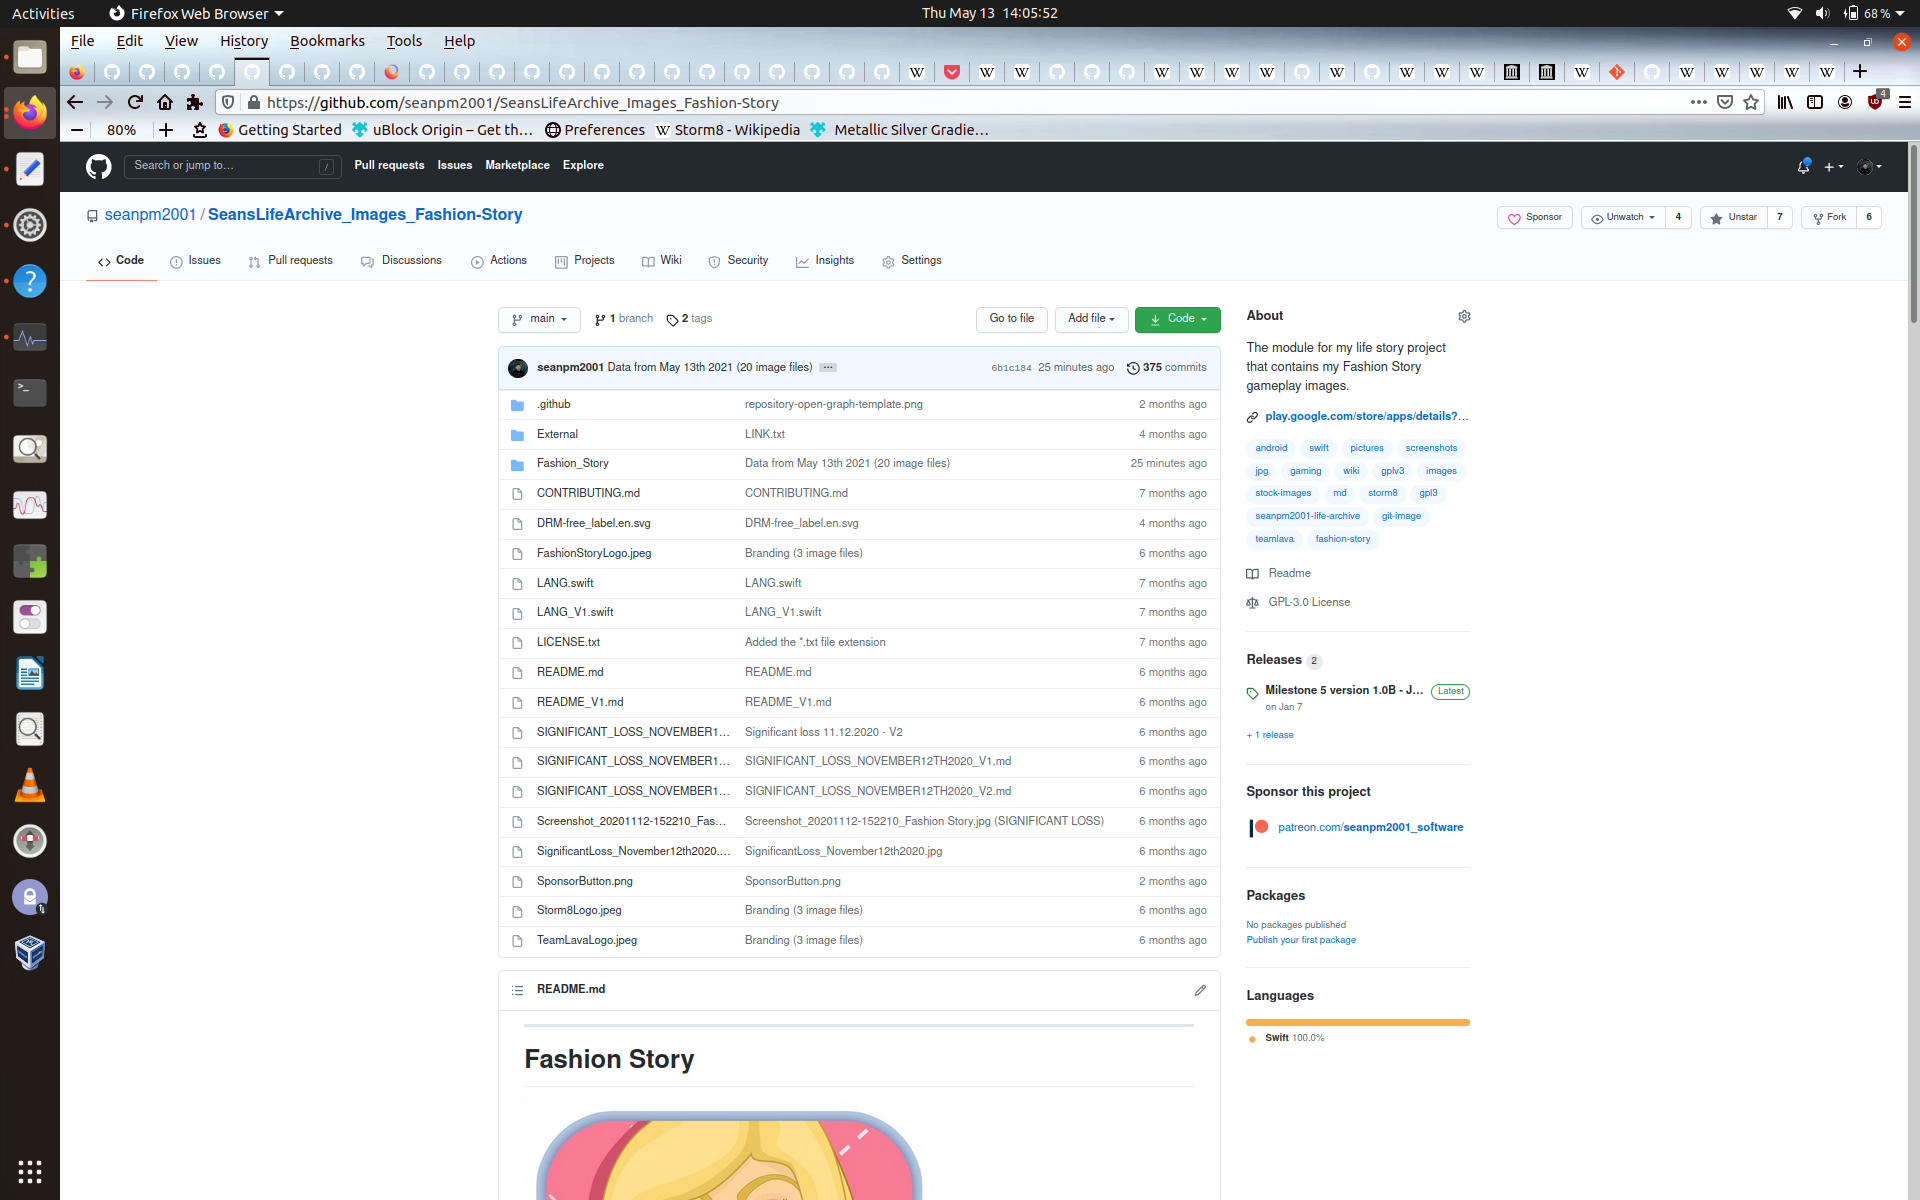 Activities Firefox Web Browser Thu May 13 14:05:52 68 %
File Edit View History Bookmarks Tools Help
https://github.com/seanpm2001/SeansLifeArchive_Images_Fashion-Story 4
80% Getting Started uBlock Origin – Get th… Preferences Storm8 - Wikipedia Metallic Silver Gradie…
Search or jump to… / Pull requests Issues Marketplace Explore
seanpm2001 / SeansLifeArchive_Images_Fashion-Story Sponsor Unwatch 4 Unstar 7 Fork 6
Code Issues Pull requests Discussions Actions Projects Wiki Security Insights Settings
main 1 branch 2 tags Go to file Add file Code
seanpm2001 Data from May 13th 2021 (20 image files) ... 6b1c184 25 minutes ago 375 commits
.github repository-open-graph-template.png 2 months ago
External LINK.txt 4 months ago
Fashion_Story Data from May 13th 2021 (20 image files) 25 minutes ago
CONTRIBUTING.md CONTRIBUTING.md 7 months ago
DRM-free_label.en.svg DRM-free_label.en.svg 4 months ago
FashionStoryLogo.jpeg Branding (3 image files) 6 months ago
LANG.swift LANG.swift 7 months ago
LANG_V1.swift LANG_V1.swift 7 months ago
LICENSE.txt Added the *.txt file extension 7 months ago
README.md README.md 6 months ago
README_V1.md README_V1.md 6 months ago
SIGNIFICANT_LOSS_NOVEMBER1… Significant loss 11.12.2020 - V2 6 months ago
SIGNIFICANT_LOSS_NOVEMBER1… SIGNIFICANT_LOSS_NOVEMBER12TH2020_V1.md 6 months ago
SIGNIFICANT_LOSS_NOVEMBER1… SIGNIFICANT_LOSS_NOVEMBER12TH2020_V2.md 6 months ago
Screenshot_20201112-152210_Fas… Screenshot_20201112-152210_Fashion Story.jpg (SIGNIFICANT LOSS) 6 months ago
SignificantLoss_November12th2020.… SignificantLoss_November12th2020.jpg 6 months ago
SponsorButton.png SponsorButton.png 2 months ago
Storm8Logo.jpeg Branding (3 image files) 6 months ago
TeamLavaLogo.jpeg Branding (3 image files) 6 months ago
README.md
Fashion Story
About
The module for my life story project
that contains my Fashion Story
gameplay images.
play.google.com/store/apps/details?…
android swift pictures screenshots
jpg gaming wiki gplv3 images
stock-images md storm8 gpl3
seanpm2001-life-archive git-image
teamlava fashion-story
Readme
GPL-3.0 License
Releases 2
Milestone 5 version 1.0B - J… Latest
on Jan 7
+ 1 release
Sponsor this project
patreon.com/seanpm2001_software
Packages
No packages published
Publish your first package
Languages
Swift 100.0%